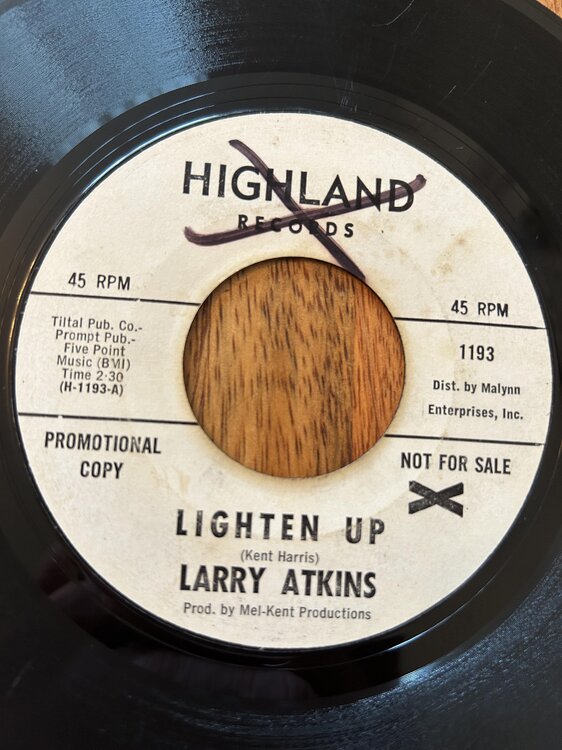 HIGHLAND
RECORDS
45 RPM
Tiltal Pub. Co.-
Prompt Pub.-
Five Point
Music (BMI)
Time 2:30
(H-1193-A)
PROMOTIONAL
COPY
45 RPM
1193
Dist. by Malynn
Enterprises, Inc.
NOT FOR SALE
LIGHTEN UP
(Kent Harris)
LARRY ATKINS
Prod. by Mel-Kent Productions